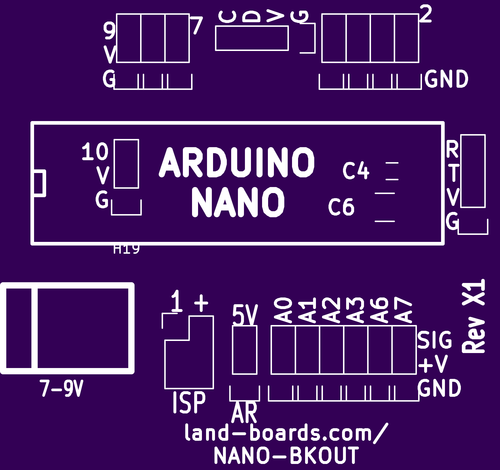 9 7 C D V G 2
V
G GND
10 ARDUINO C4 R
V NANO C6 T
G V
G
H19
1 + 5V A0 A1 A2 A3 A6 A7 Rev X1
SIG
+V
7-9V ISP AR GND
land-boards.com/
NANO-BKOUT